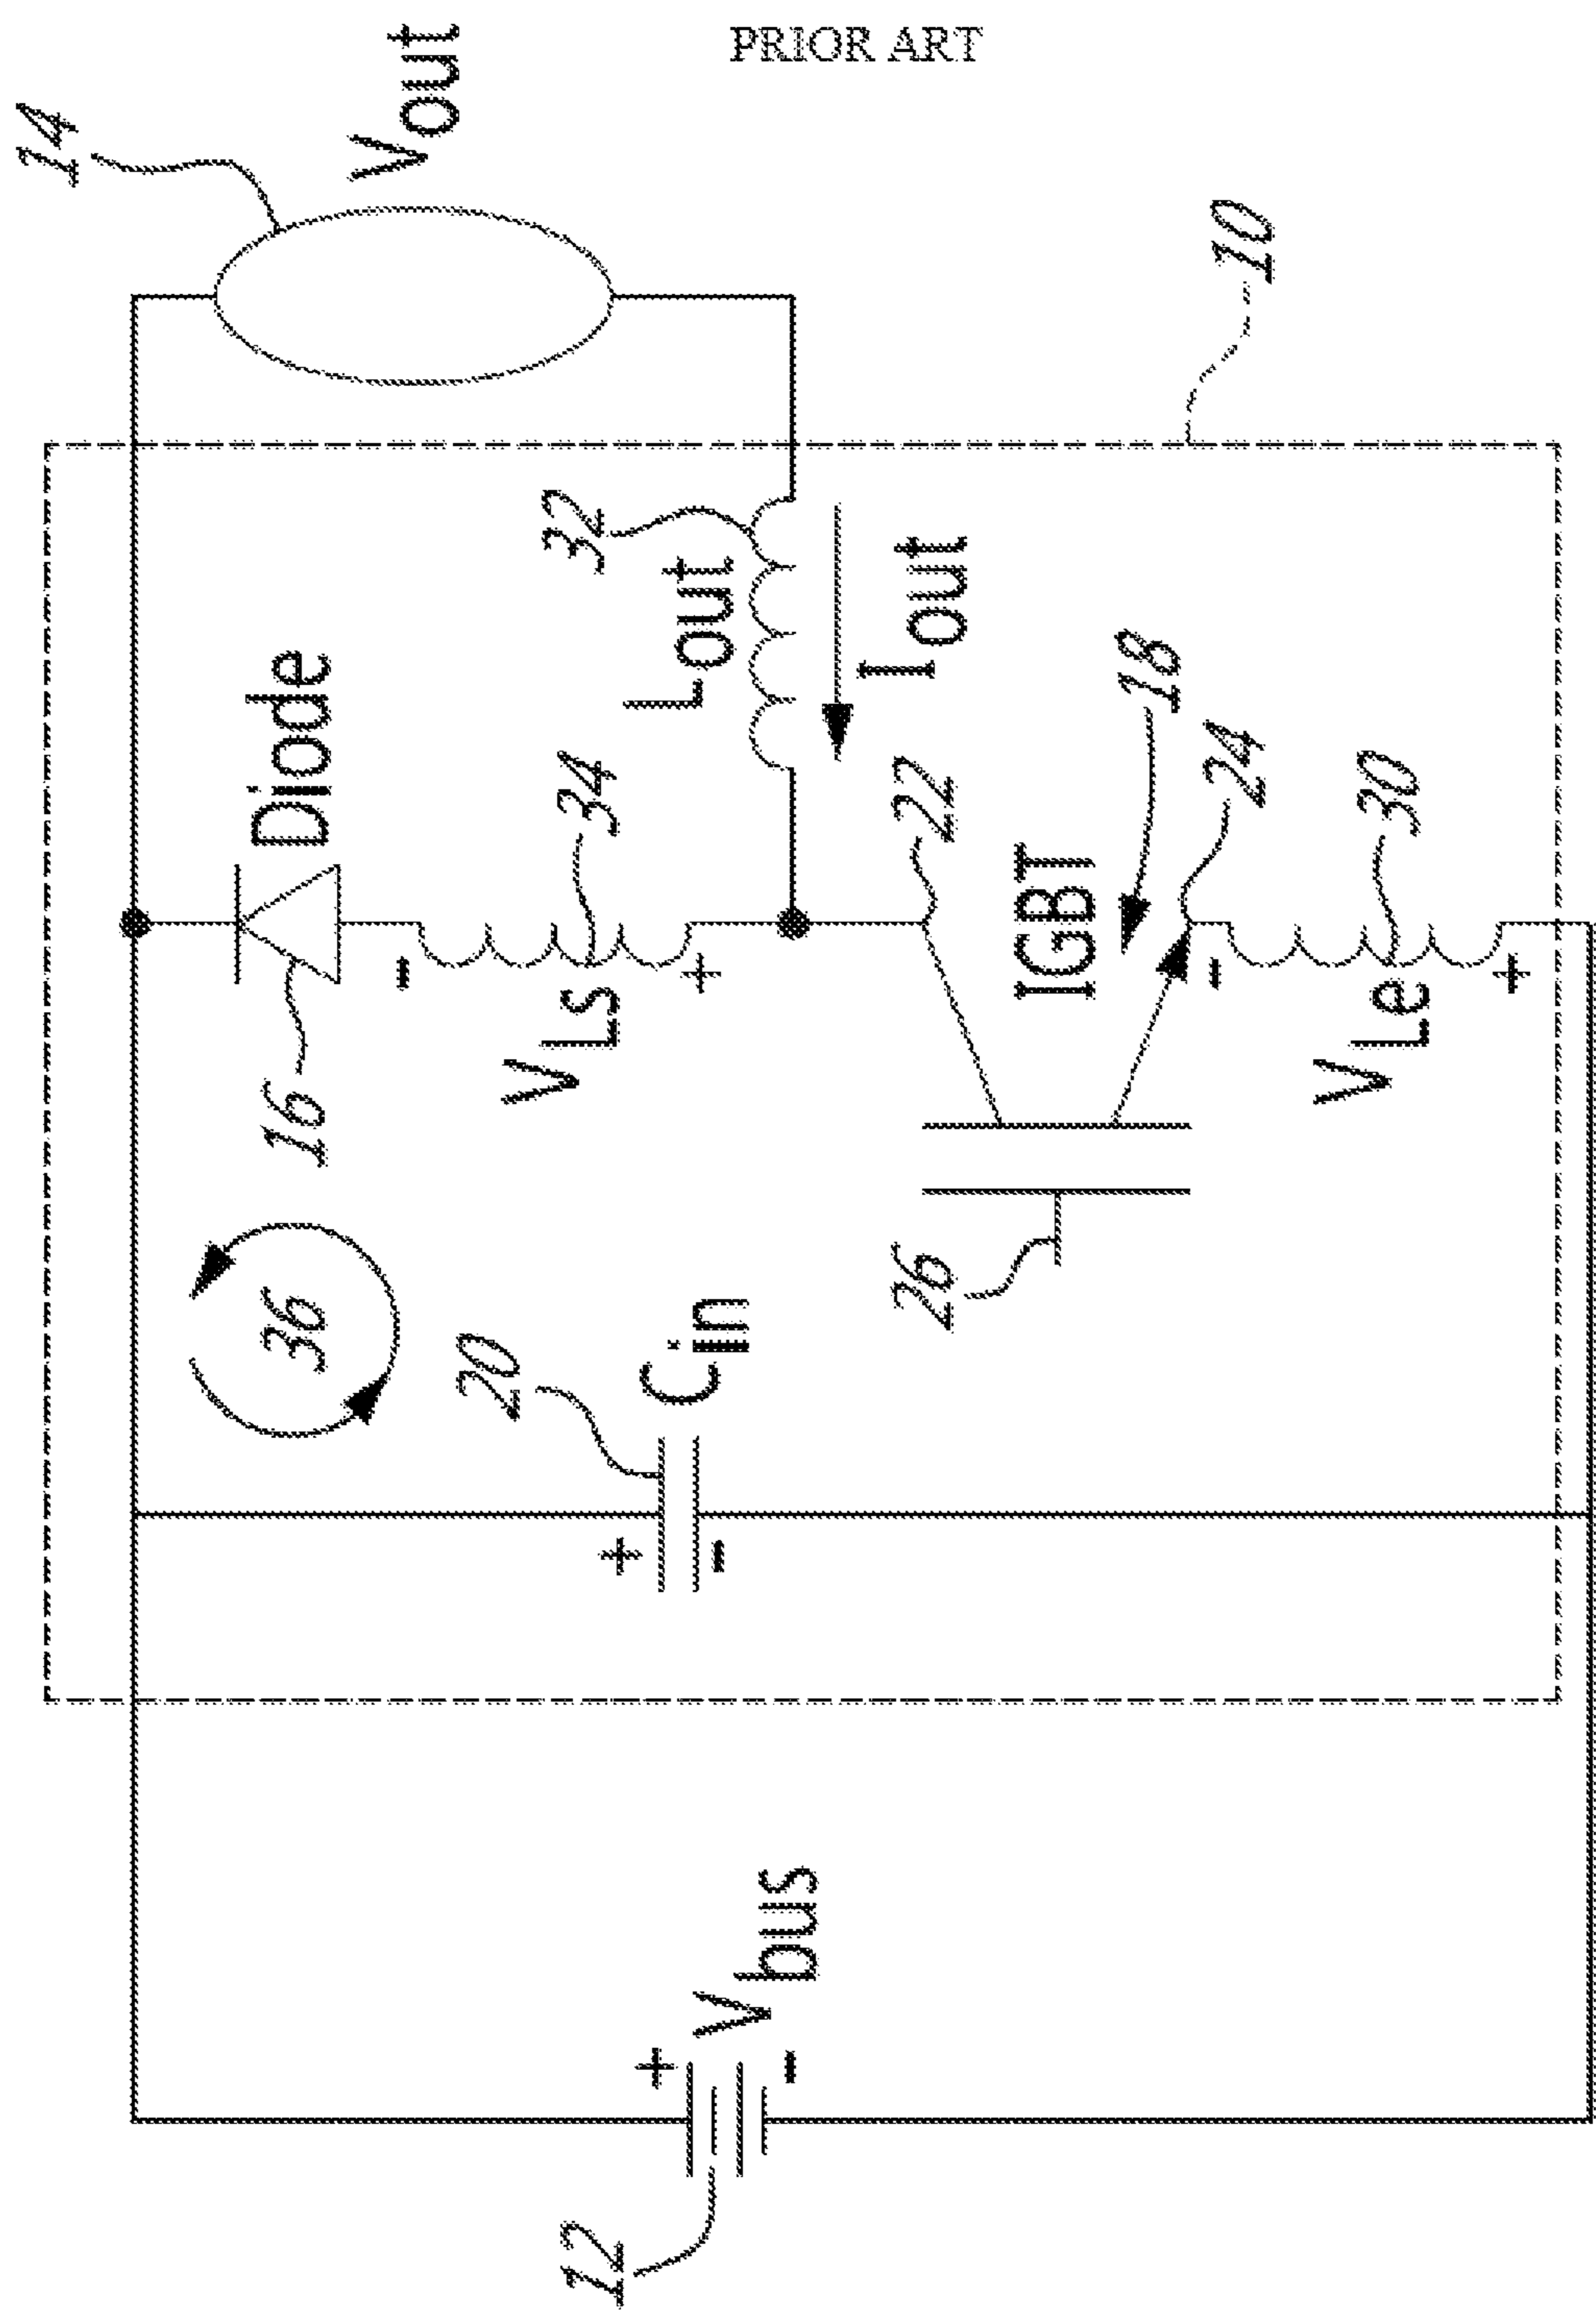 PRIOR ART
14
Vout
10
Diode
16
34
VLs
32
Lout
Iout
22
IGBT
18
24
30
VLe
26
36
20
Cin
+
-
-
+
-
+
12
Vbus
+
-